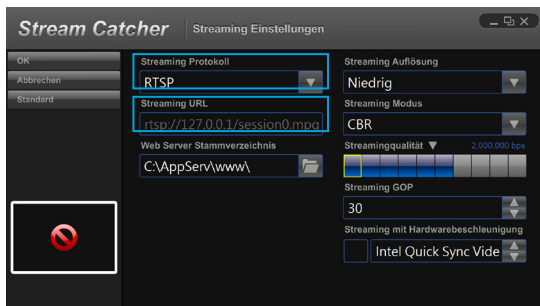 Stream Catcher Streaming Einstellungen
OK
Abbrechen
Standard
Streaming Protokoll
RTSP
Streaming URL
rtsp://127.0.0.1/session0.mpg
Web Server Stammverzeichnis
C:\AppServ\www\
Streaming Auflösung
Niedrig
Streaming Modus
CBR
Streamingqualität ▼ 2,000,000 bps
Streaming GOP
30
Streaming mit Hardwarebeschleunigung
Intel Quick Sync Vide